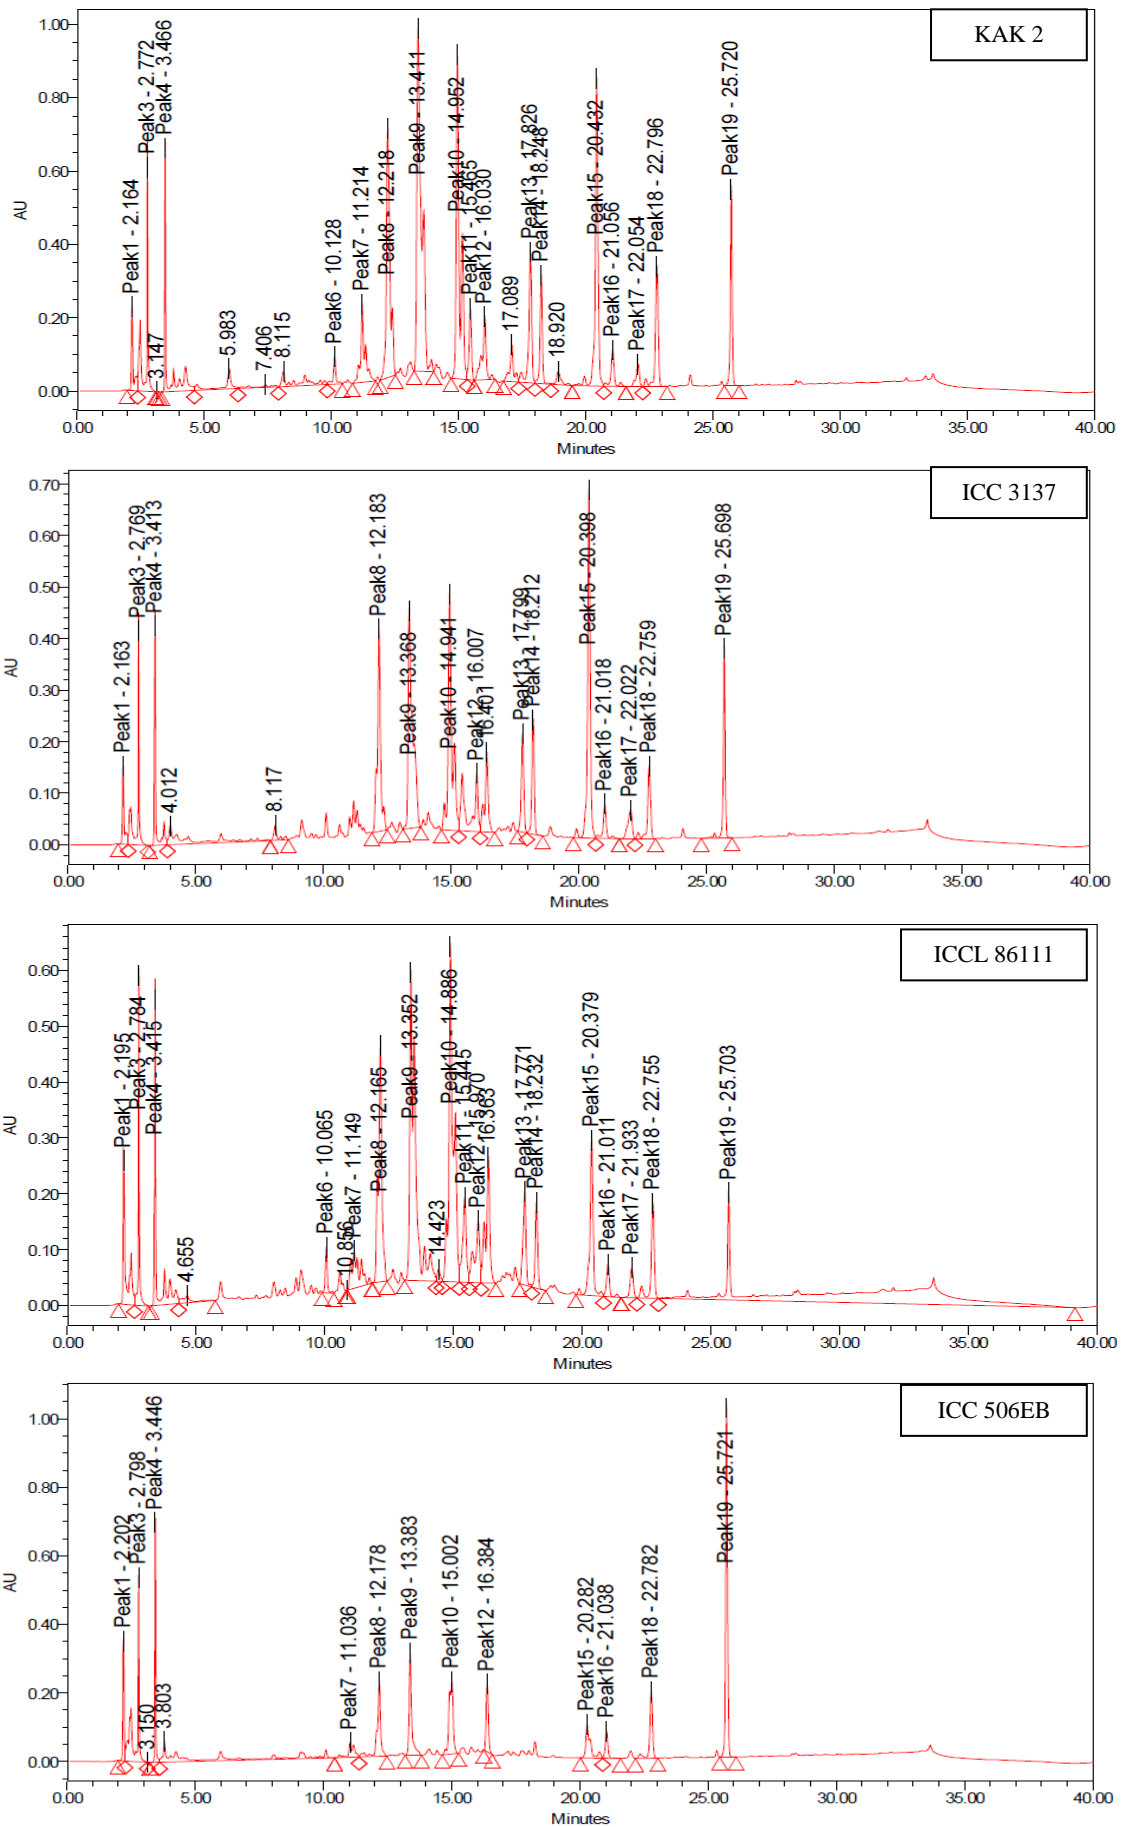 KAK 2
1.00
0.80
0.60
0.40
0.20
0.00
AU
Peak1 - 2.164
Peak3 - 2.772
3.147
Peak4 - 3.466
5.983
7.406
8.115
Peak6 - 10.128
Peak7 - 11.214
Peak8 - 12.218
Peak9 - 13.411
Peak10 - 14.952
Peak11 - 15.465
Peak12 - 16.030
17.089
Peak13 - 17.826
Peak14 - 18.248
18.920
Peak15 - 20.432
Peak16 - 21.056
Peak17 - 22.054
Peak18 - 22.796
Peak19 - 25.720
0.00 5.00 10.00 15.00 20.00 25.00 30.00 35.00 40.00
Minutes
ICC 3137
0.70
0.60
0.50
0.40
0.30
0.20
0.10
0.00
AU
Peak1 - 2.163
Peak3 - 2.769
Peak4 - 3.413
4.012
8.117
Peak8 - 12.183
Peak9 - 13.368
Peak10 - 14.941
Peak12 - 16.007
16.401
Peak13 - 17.799
Peak14 - 18.212
Peak15 - 20.398
Peak16 - 21.018
Peak17 - 22.022
Peak18 - 22.759
Peak19 - 25.698
0.00 5.00 10.00 15.00 20.00 25.00 30.00 35.00 40.00
Minutes
ICCL 86111
0.60
0.50
0.40
0.30
0.20
0.10
0.00
AU
Peak1 - 2.195
Peak3 - 2.784
Peak4 - 3.415
4.655
Peak6 - 10.065
10.856
Peak7 - 11.149
Peak8 - 12.165
Peak9 - 13.352
14.423
Peak10 - 14.886
Peak11 - 15.445
Peak12 - 15.970
16.363
Peak13 - 17.771
Peak14 - 18.232
Peak15 - 20.379
Peak16 - 21.011
Peak17 - 21.933
Peak18 - 22.755
Peak19 - 25.703
0.00 5.00 10.00 15.00 20.00 25.00 30.00 35.00 40.00
Minutes
ICC 506EB
1.00
0.80
0.60
0.40
0.20
0.00
AU
Peak1 - 2.202
Peak3 - 2.798
3.150
Peak4 - 3.446
3.803
Peak7 - 11.036
Peak8 - 12.178
Peak9 - 13.383
Peak10 - 15.002
Peak12 - 16.384
Peak15 - 20.282
Peak16 - 21.038
Peak18 - 22.782
Peak19 - 25.721
0.00 5.00 10.00 15.00 20.00 25.00 30.00 35.00 40.00
Minutes